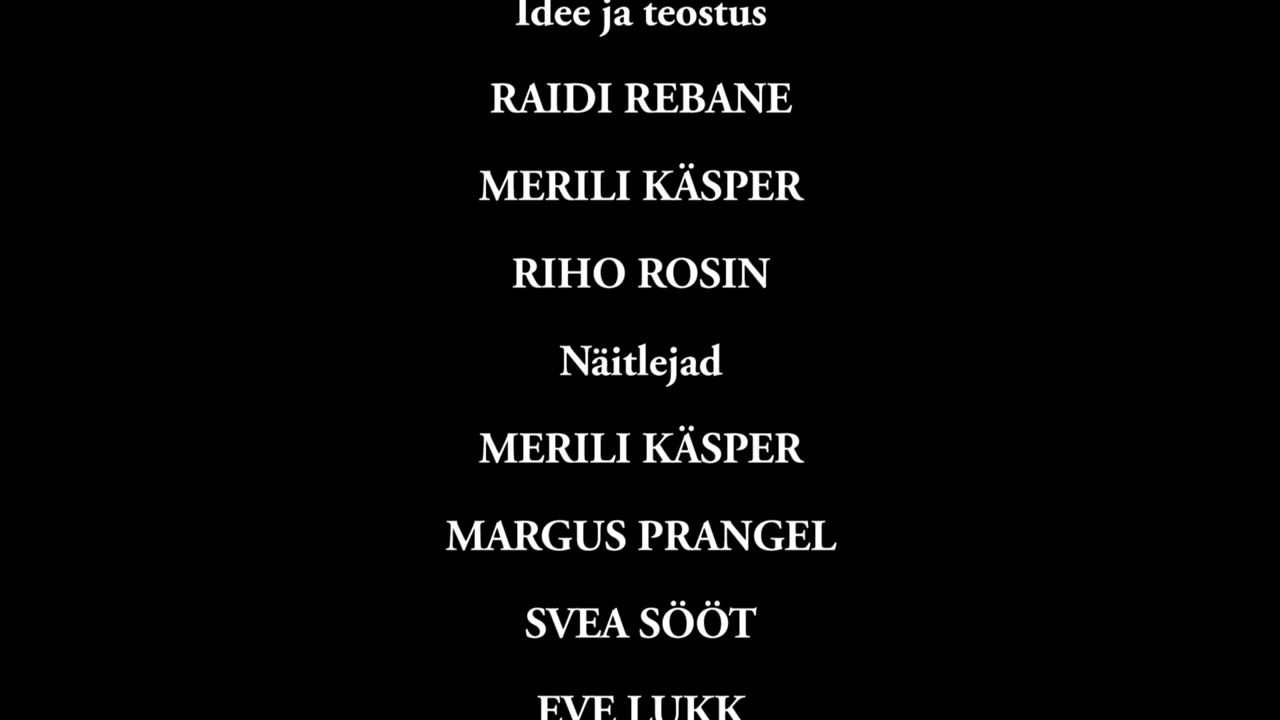 Idee ja teostus
RAIDI REBANE
MERILI KÄSPER
RIHO ROSIN
Näitlejad
MERILI KÄSPER
MARGUS PRANGEL
SVEA SÖÖT
EVE LUKK